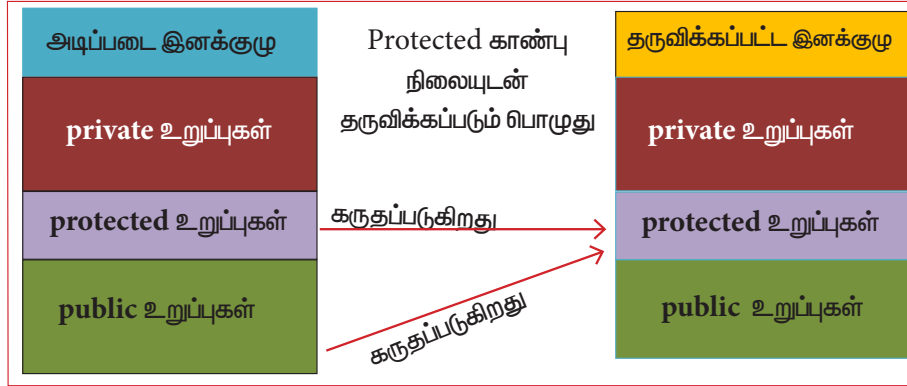 அடிப்படை இனக்குழு
private உறுப்புகள்
protected உறுப்புகள்
public உறுப்புகள்
Protected காண்பு
நிலையுடன்
தருவிக்கப்படும் பொழுது
கருதப்படுகிறது
கருதப்படுகிறது
தருவிக்கப்பட்ட இனக்குழு
private உறுப்புகள்
protected உறுப்புகள்
public உறுப்புகள்